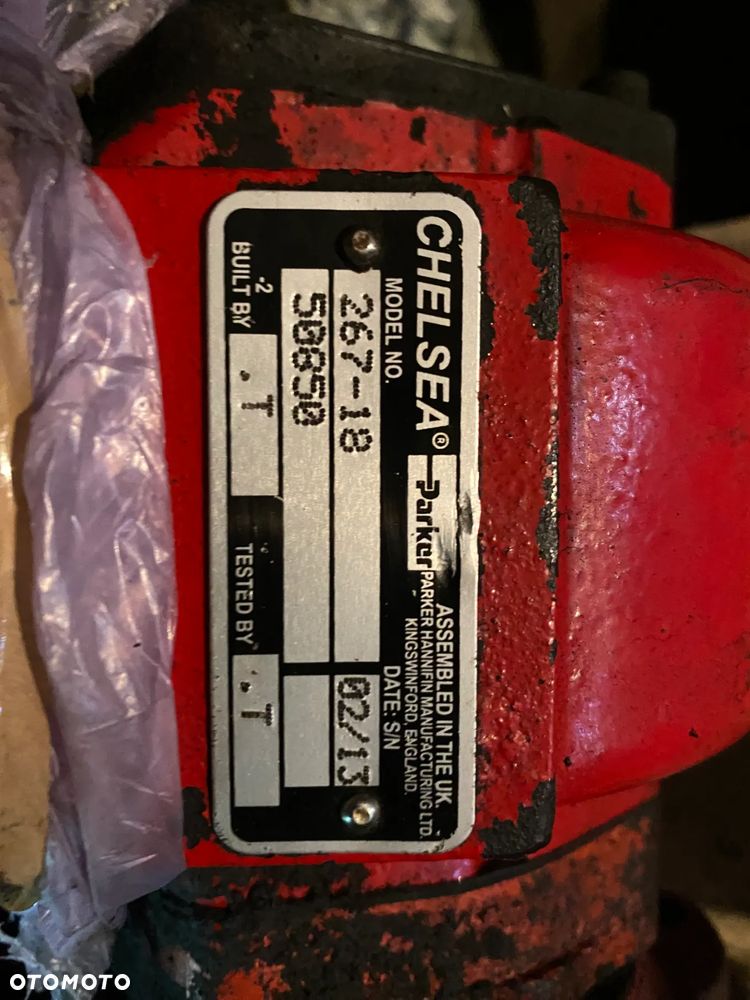 CHELSEA® Parker
ASSEMBLED IN THE UK.
PARKER HANNIFIN MANUFACTURING LTD.
KINGSWINFORD, ENGLAND.
MODEL NO.
DATE: S/N
267-18
02/13
50850
-2
BUILT BY
.T
TESTED BY
.T
OTOMOTO